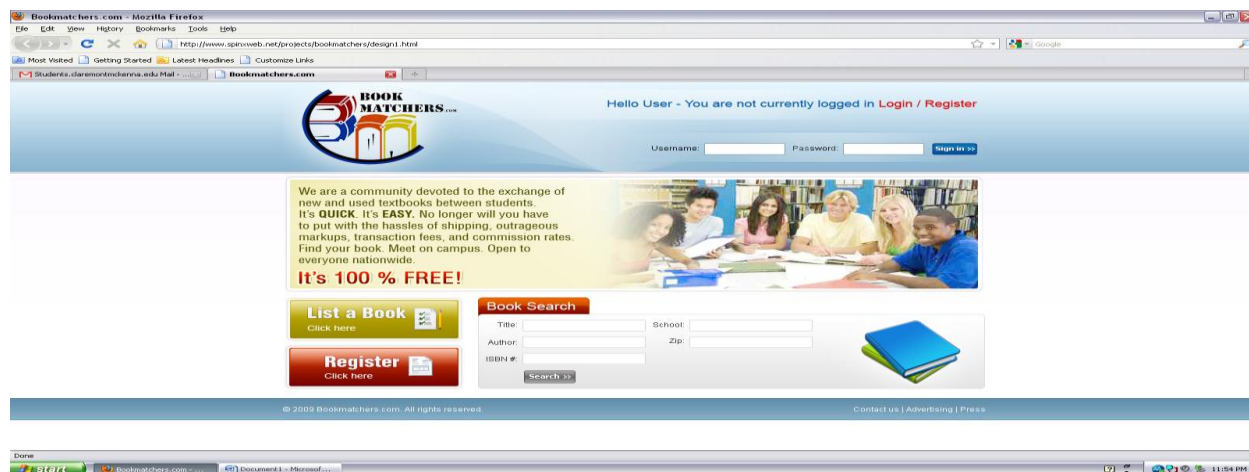 Bookmatchers.com - Mozilla Firefox
File Edit View History Bookmarks Tools Help
http://www.spinxweb.net/projects/bookmatchers/design1.html
Google
Most Visited Getting Started Latest Headlines Customize Links
Students.claremontmckenna.edu Mail - ...
Bookmatchers.com
BOOK
MATCHERS.com
Hello User - You are not currently logged in Login / Register
Username: Password: Sign in >>
We are a community devoted to the exchange of
new and used textbooks between students.
It's QUICK. It's EASY. No longer will you have
to put with the hassles of shipping, outrageous
markups, transaction fees, and commission rates.
Find your book. Meet on campus. Open to
everyone nationwide.
It's 100 % FREE!
List a Book
Click here
Register
Click here
Book Search
Title: School:
Author: Zip:
ISBN #:
Search >>
© 2009 Bookmatchers.com. All rights reserved.
Contact us | Advertising | Press
Done
start Bookmatchers.com - ... Document1 - Microsof... 11:54 PM